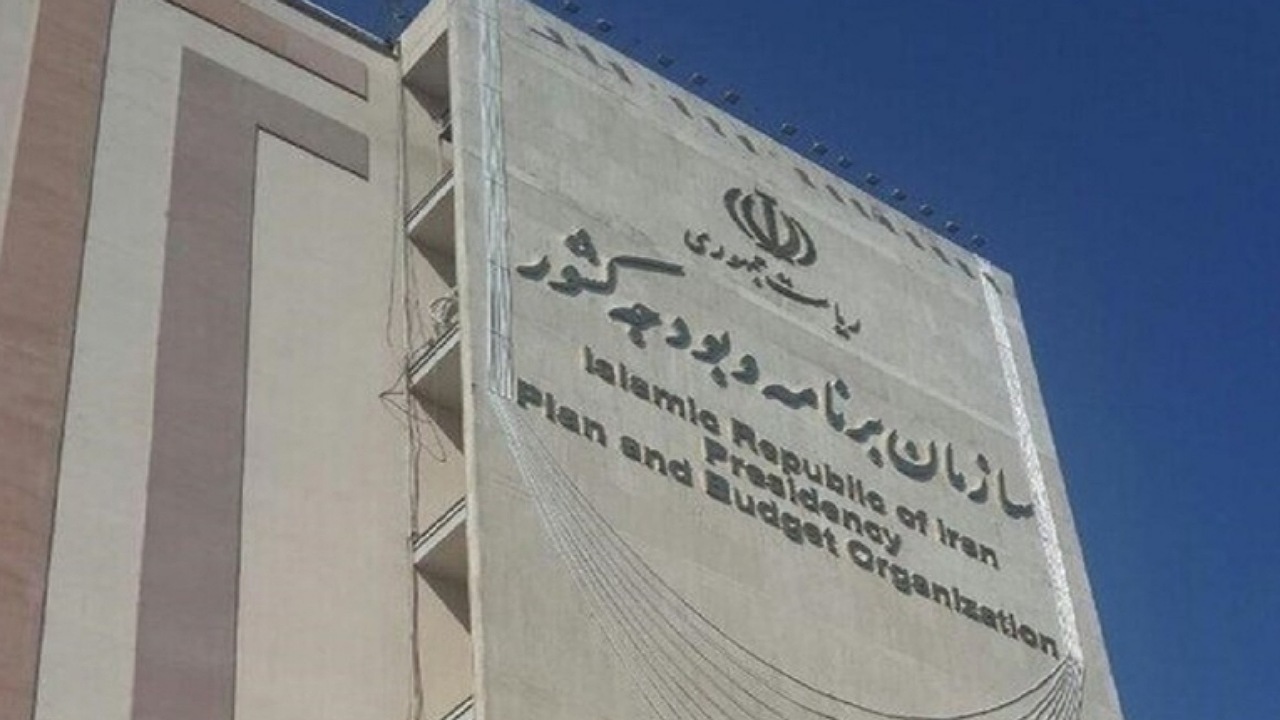 ریاست جمهوری
سازمان برنامه و بودجه کشور
Islamic Republic of Iran
Presidency
Plan and Budget Organization